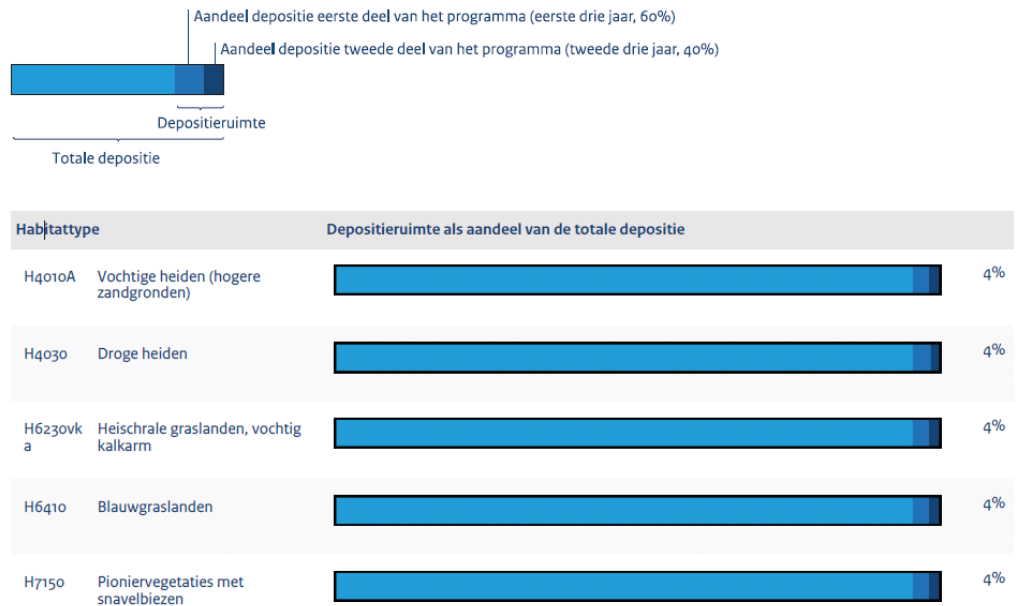 Aandeel depositie eerste deel van het programma (eerste drie jaar, 60%)
Aandeel depositie tweede deel van het programma (tweede drie jaar, 40%)
Depositieruimte
Totale depositie
Habitattype Depositieruimte als aandeel van de totale depositie
H4010A Vochtige heiden (hogere 4%
zandgronden)
H4030 Droge heiden 4%
H6230vk Heischrale graslanden, vochtig 4%
a kalkarm
H6410 Blauwgraslanden 4%
H7150 Pioniervegetaties met 4%
snavelbiezen